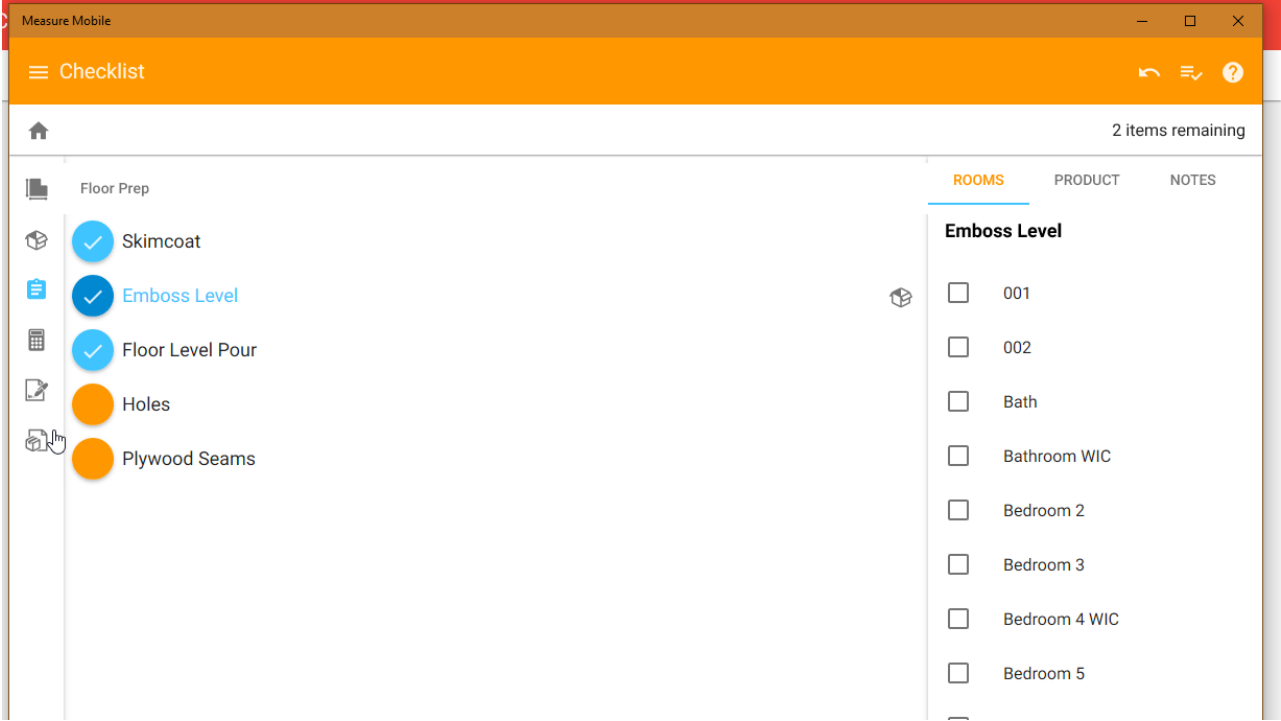 Measure Mobile
Checklist
2 items remaining
Floor Prep
Skimcoat
Emboss Level
Floor Level Pour
Holes
Plywood Seams
ROOMS PRODUCT NOTES
Emboss Level
001
002
Bath
Bathroom WIC
Bedroom 2
Bedroom 3
Bedroom 4 WIC
Bedroom 5